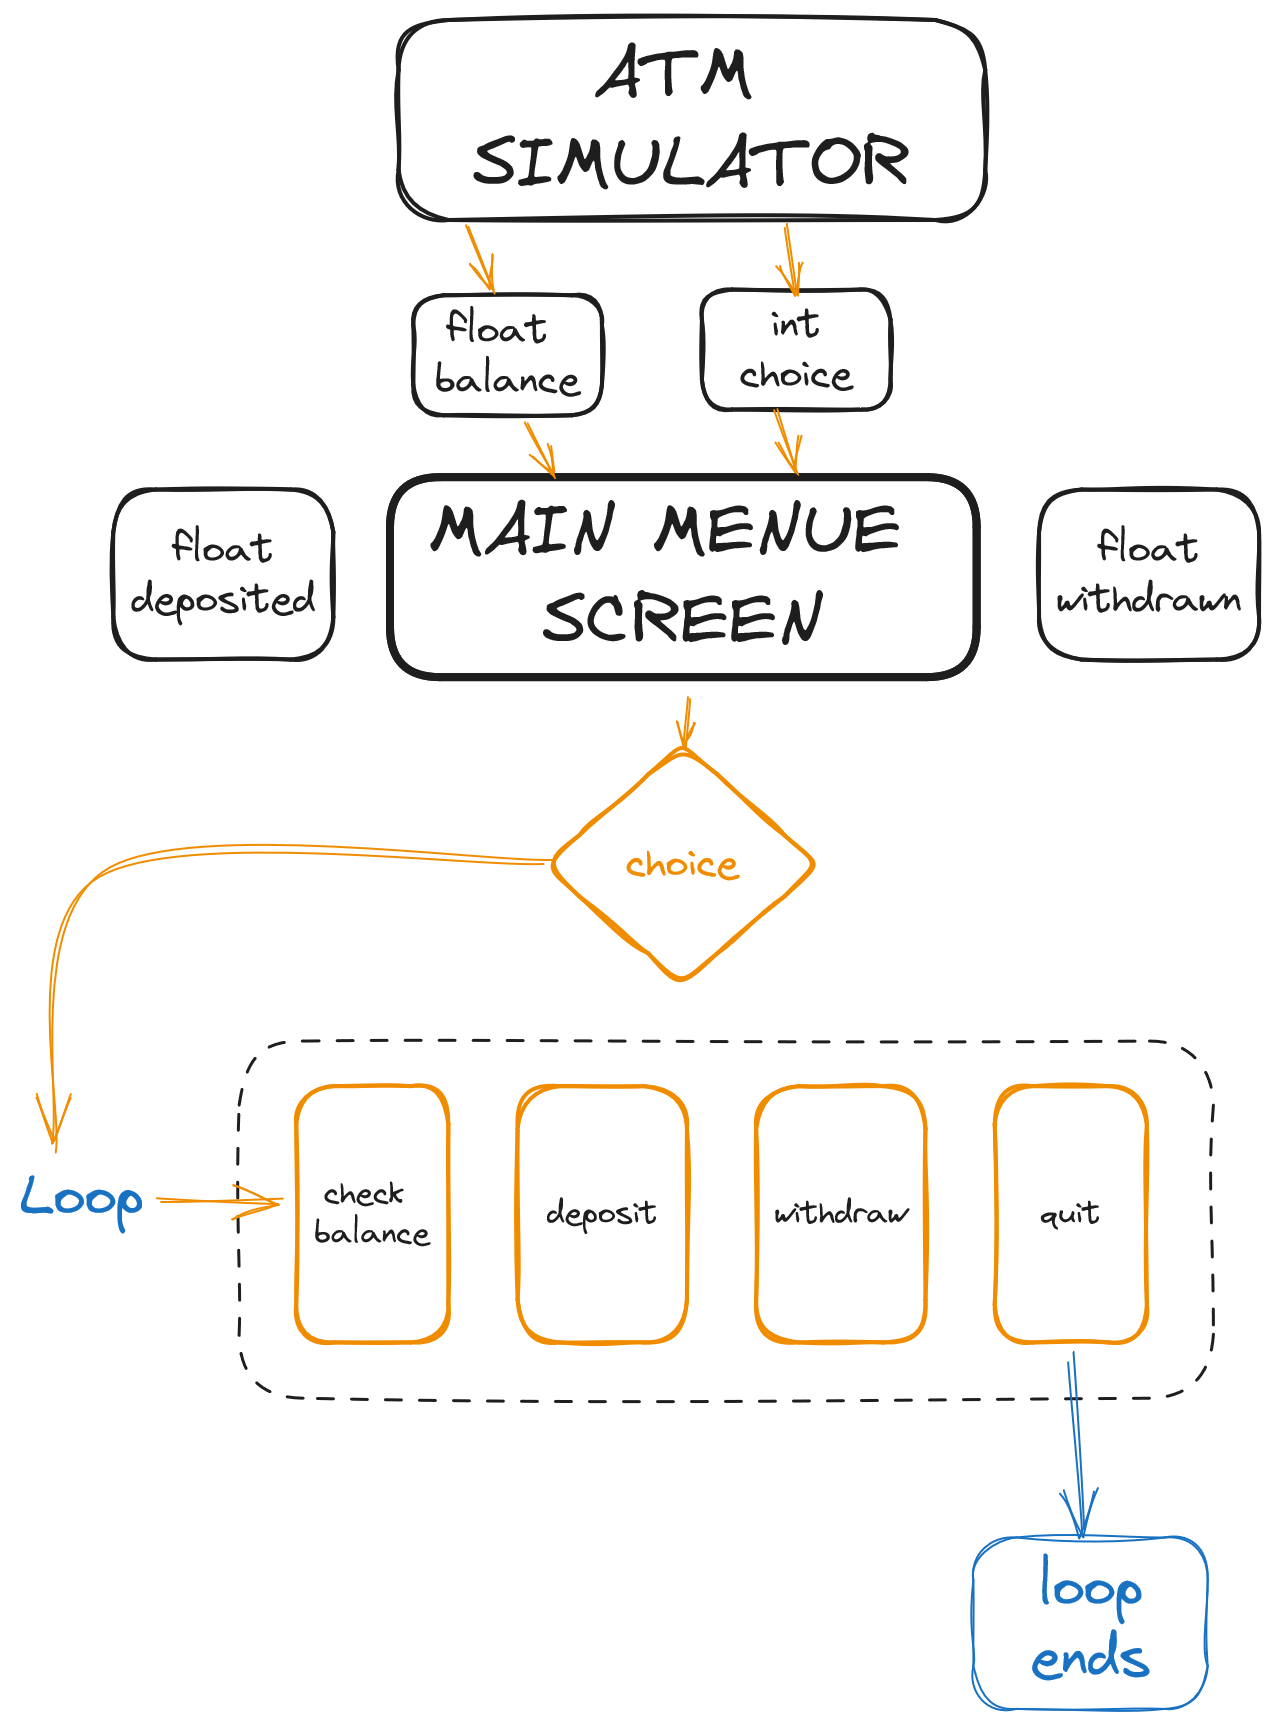 ATM
SIMULATOR
float
balance
int
choice
MAIN MENUE
SCREEN
float
deposited
float
withdrawn
choice
Loop
check
balance
deposit
withdraw
quit
loop
ends